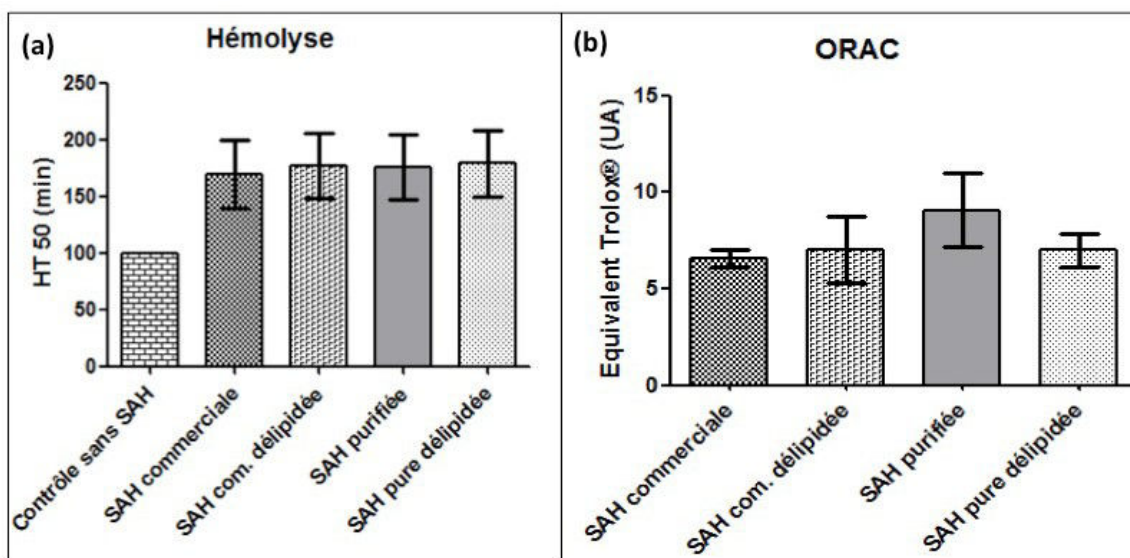 (a)
Hémolyse
HT 50 (min)
250
200
150
100
50
0
Contrôle sans SAH
SAH commerciale
SAH com. délipidée
SAH purifiée
SAH pure délipidée
(b)
ORAC
Equivalent Trolox® (UA)
15
10
5
0
SAH commerciale
SAH com. délipidée
SAH purifiée
SAH pure délipidée